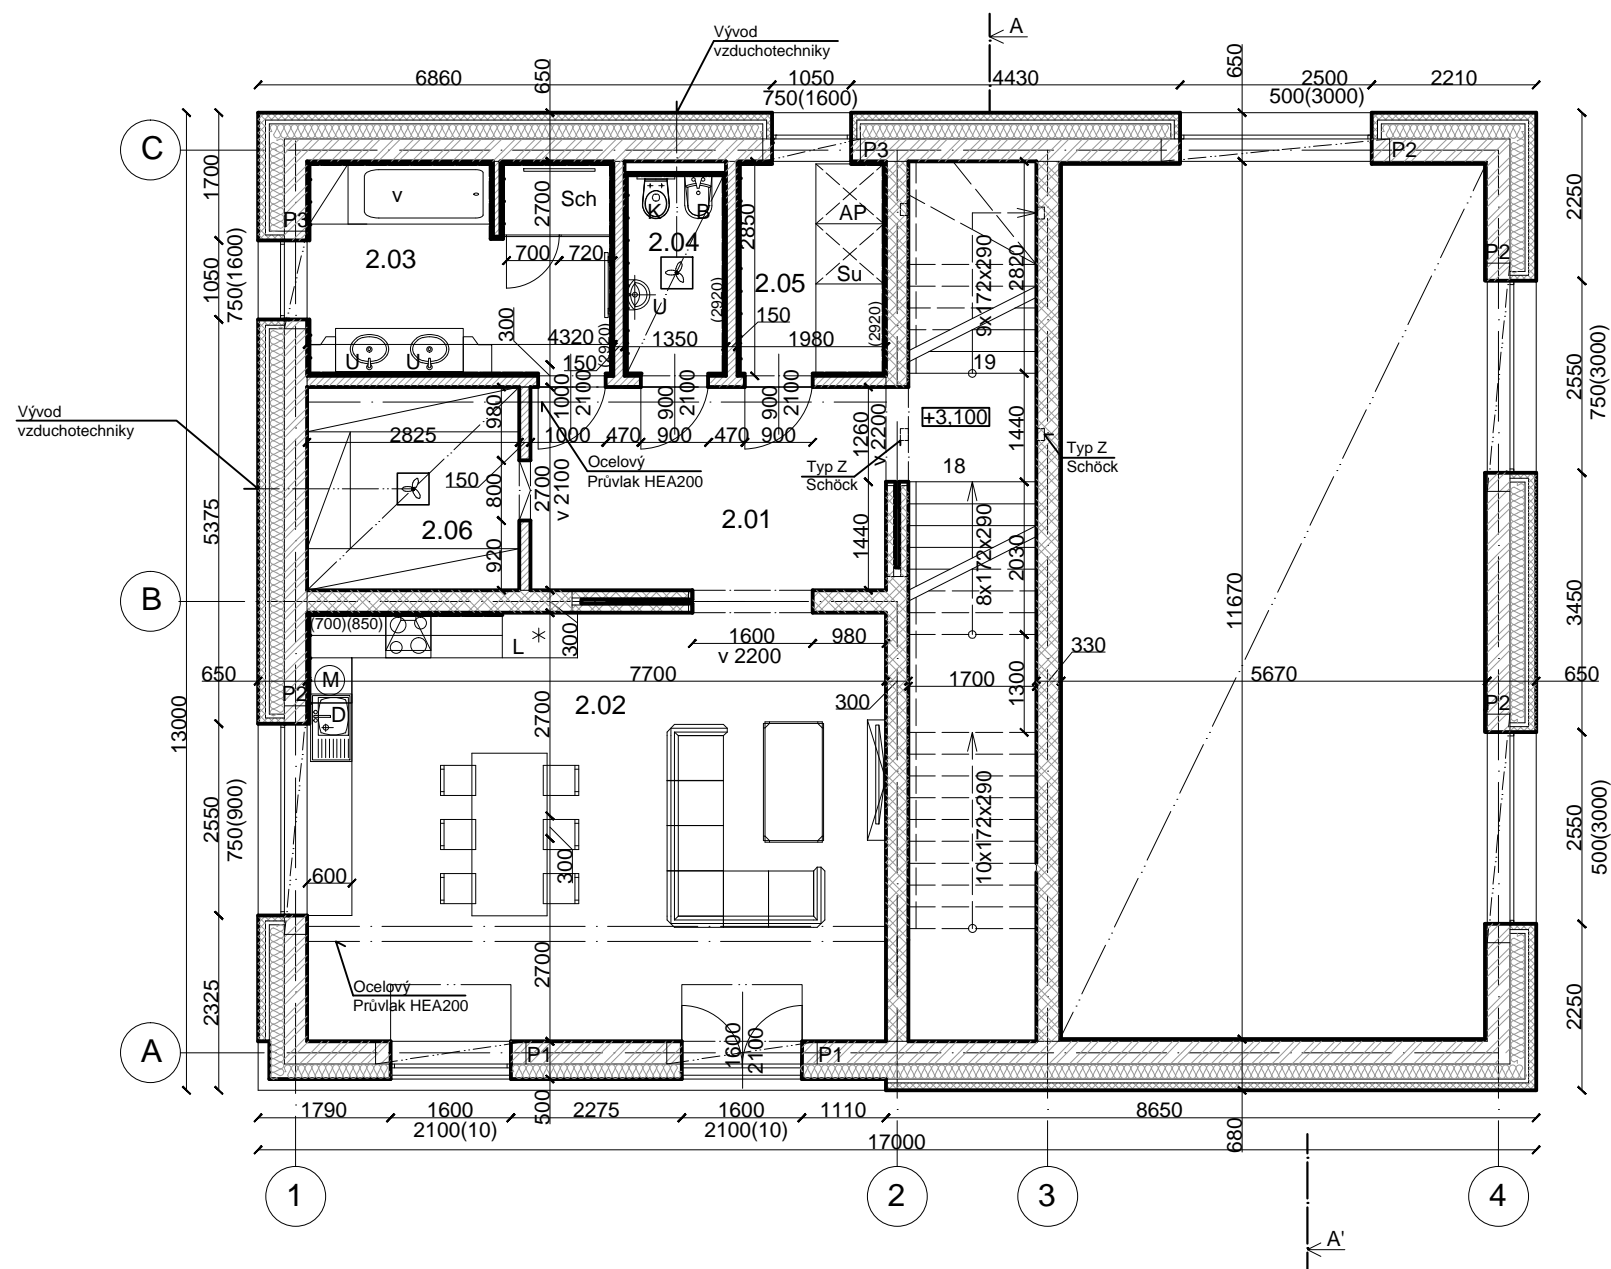 Vývod
vzduchotechniky
A
6860
650
1050
750(1600)
4430
650
2500
500(3000)
2210
C
1700
P3
v
2700
Sch
K
B
2850
AP
P3
P2
2250
2.03
700
720
2.04
2.05
Su
9x172x290
2820
P2
1050
750(1600)
300
4320
(2920)
150
U
(2920)
1350
150
1980
(2920)
U
U
19
2550
750(3000)
Vývod
vzduchotechniky
1000
2100
900
2100
900
2100
980
2825
1000
470
900
470
900
1260
v 2200
+3,100
1440
Ocelový
Průvlak HEA200
Typ Z
Schöck
Typ Z
Schöck
150
800
2700
v 2100
18
5375
2.06
920
2.01
1440
8x172x290
2030
3450
B
11670
(700)(850)
L
*
300
1600
v 2200
980
330
650
M
7700
1700
1300
5670
650
P2
D
2.02
300
P2
13000
2700
2550
750(900)
10x172x290
2550
500(3000)
600
300
2700
2325
Ocelový
Průvlak HEA200
2250
A
P1
1600
2100
P1
1790
1600
2100(10)
500
2275
1600
2100(10)
1110
8650
680
17000
1
2
3
4
A'